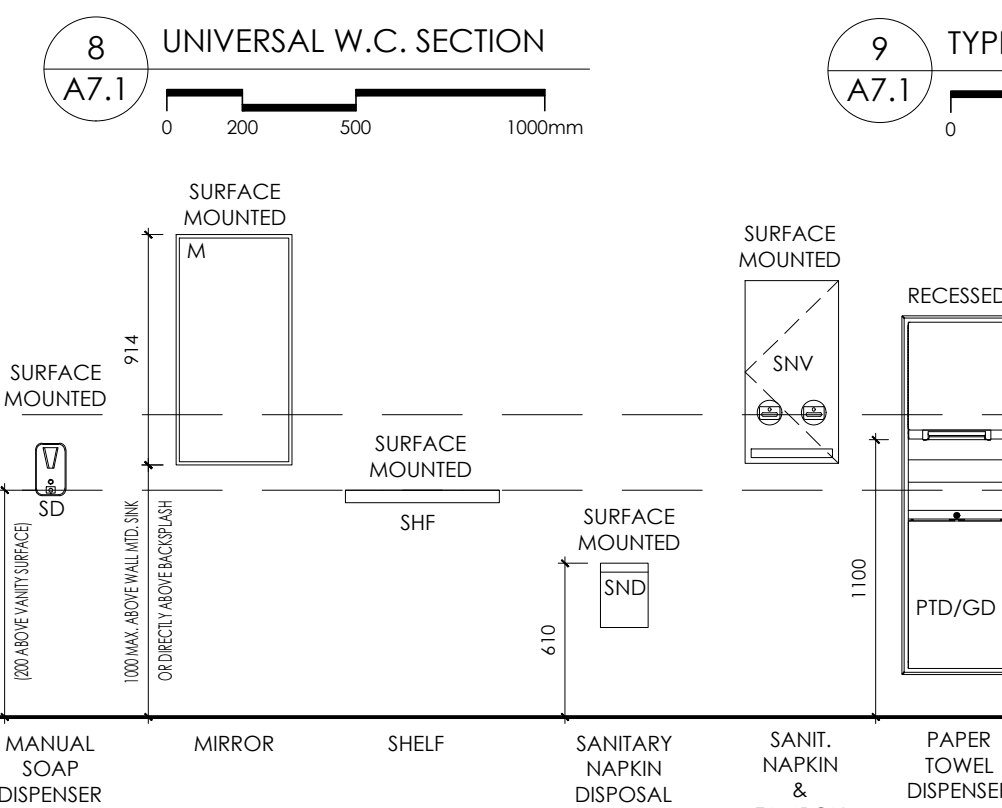 8
A7.1
UNIVERSAL W.C. SECTION
0 200 500 1000mm
9
A7.1
TYP
0
SURFACE
MOUNTED
SD
(200 ABOVE VANITY SURFACE)
MANUAL
SOAP
DISPENSER
SURFACE
MOUNTED
M
914
1000 MAX. ABOVE WALL MTD. SINK
OR DIRECTLY ABOVE BACKSPLASH
MIRROR
SURFACE
MOUNTED
SHF
SHELF
SURFACE
MOUNTED
SND
610
SANITARY
NAPKIN
DISPOSAL
SURFACE
MOUNTED
SNV
SANIT.
NAPKIN
&
RECESSED
1100
PTD/GD
PAPER
TOWEL
DISPENSER